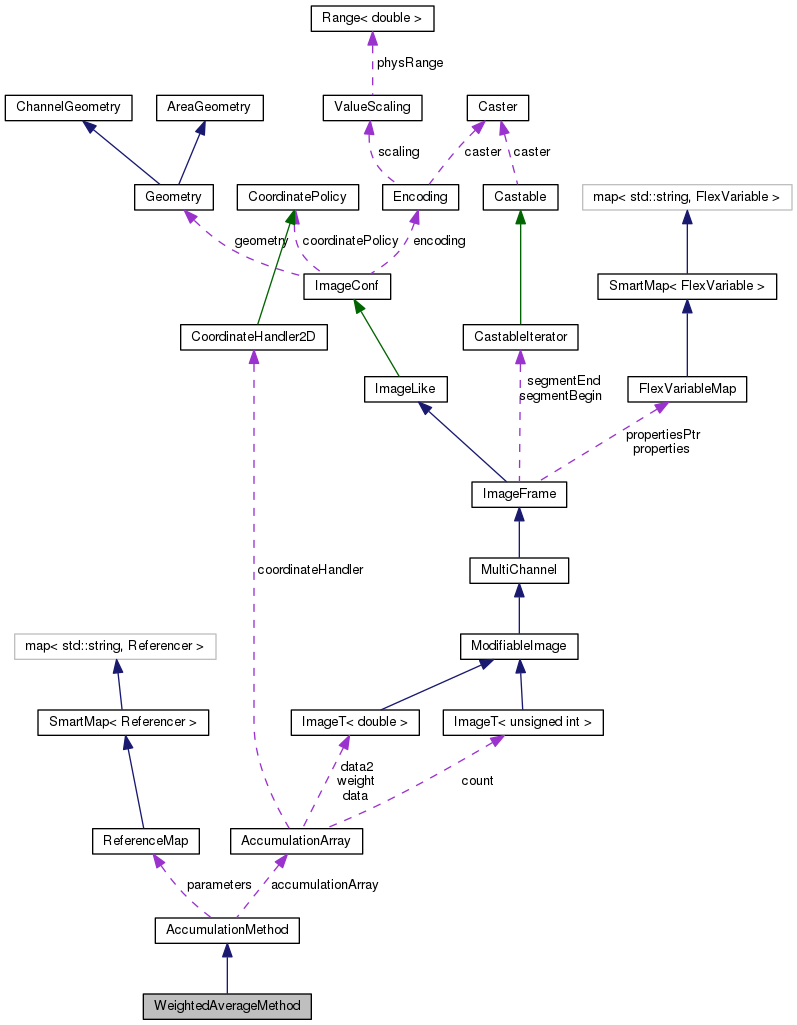 Range< double >
physRange
ChannelGeometry
AreaGeometry
ValueScaling
Caster
scaling
caster
caster
Geometry
CoordinatePolicy
Encoding
Castable
map< std::string, FlexVariable >
geometry
coordinatePolicy
encoding
ImageConf
SmartMap< FlexVariable >
CoordinateHandler2D
CastableIterator
ImageLike
segmentEnd
segmentBegin
FlexVariableMap
propertiesPtr
properties
ImageFrame
coordinateHandler
MultiChannel
map< std::string, Referencer >
ModifiableImage
SmartMap< Referencer >
ImageT< double >
ImageT< unsigned int >
data2
weight
data
count
ReferenceMap
AccumulationArray
parameters
accumulationArray
AccumulationMethod
WeightedAverageMethod